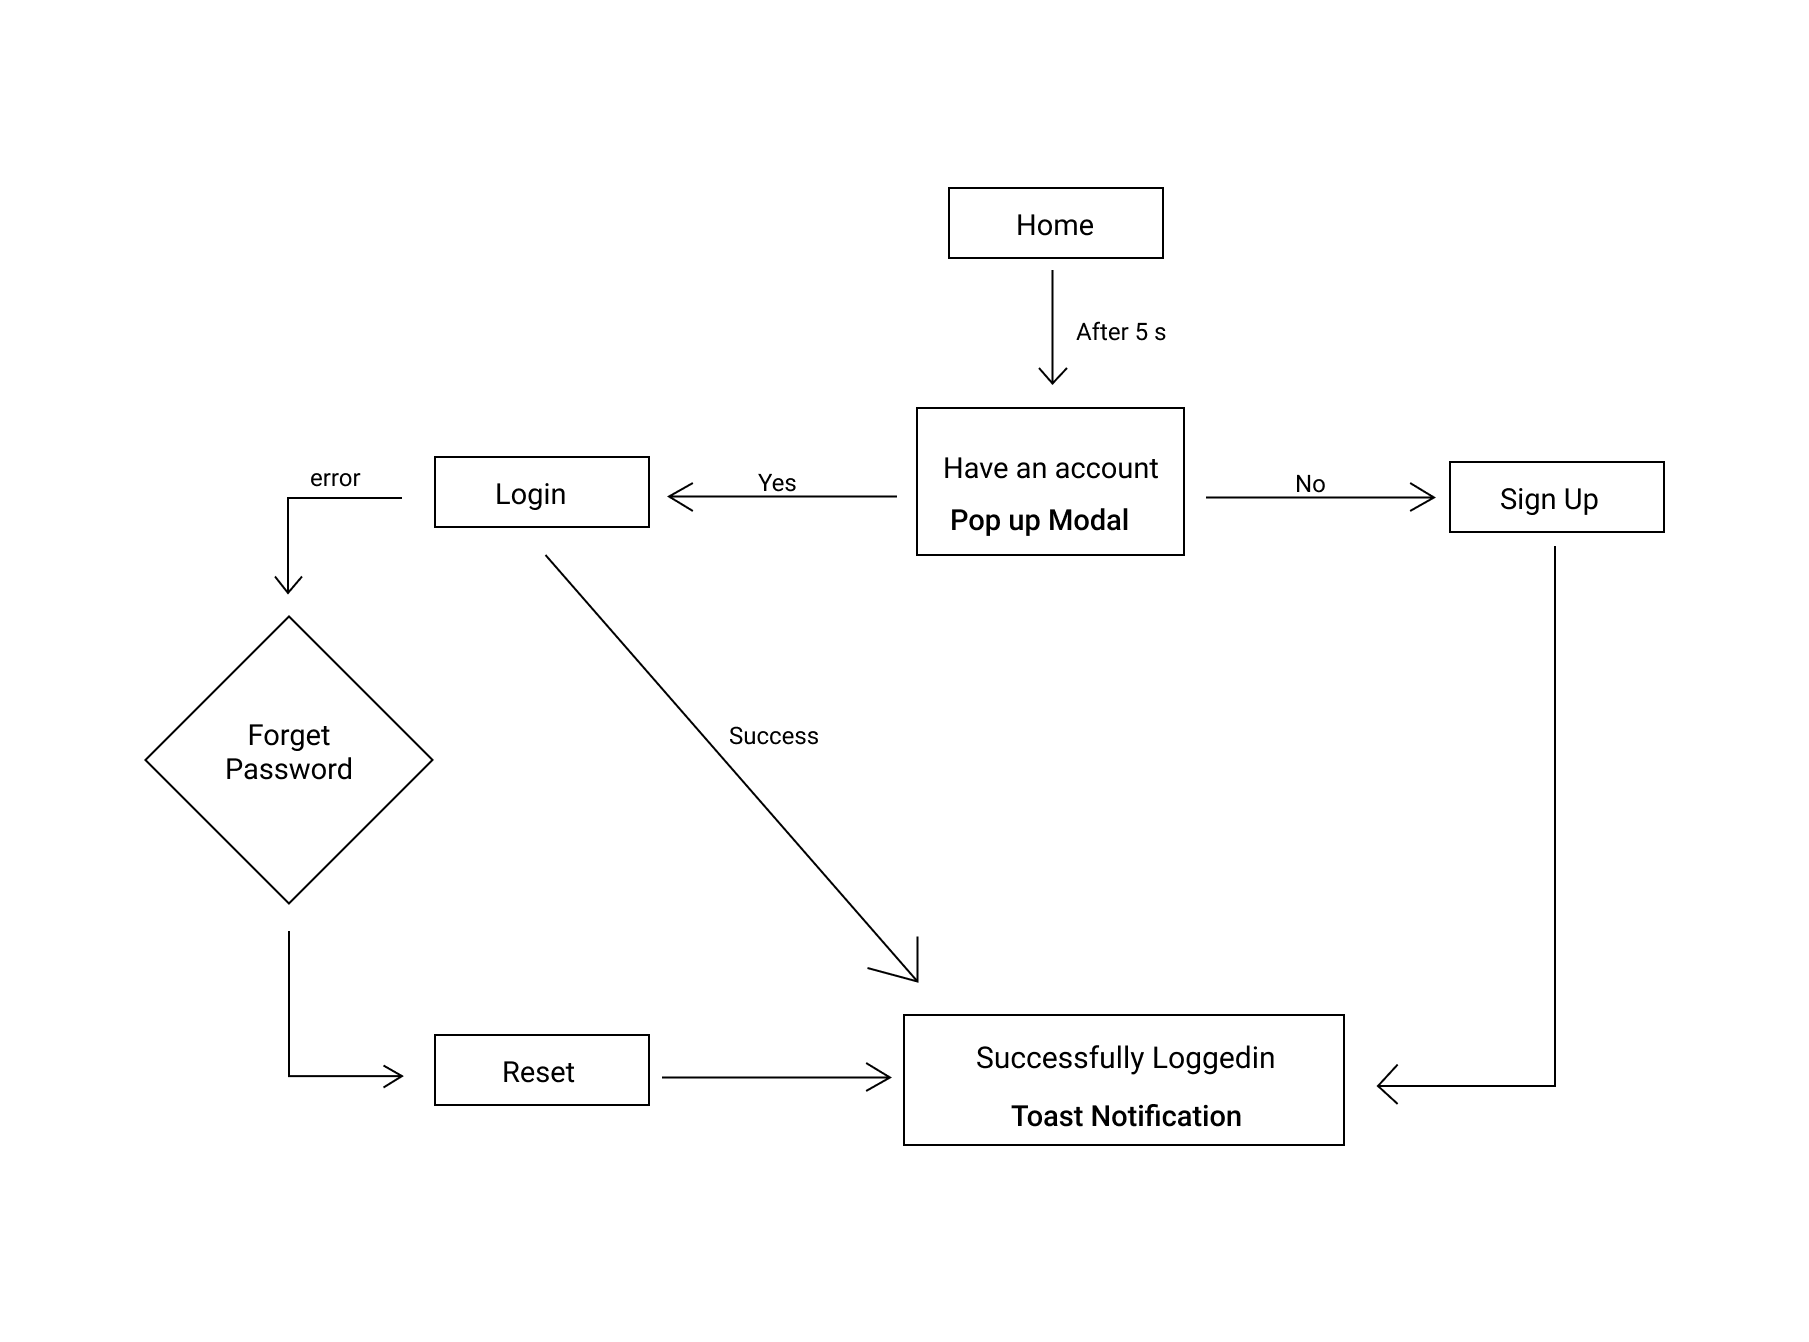 Home
After 5 s
Have an account
Pop up Modal
Yes
No
Login
Sign Up
error
Forget
Password
Success
Reset
Successfully Loggedin
Toast Notification